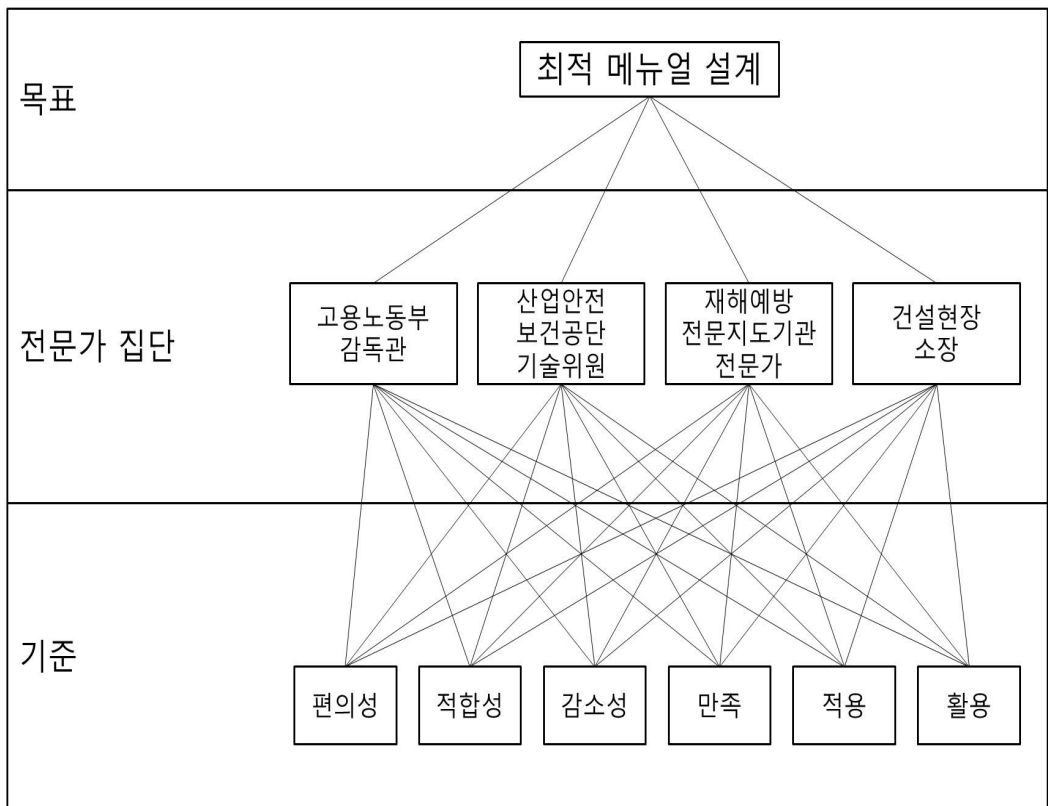 목표
최적 메뉴얼 설계
전문가 집단
고용노동부
감독관
산업안전
보건공단
기술위원
재해예방
전문지도기관
전문가
건설현장
소장
기준
편의성
적합성
감소성
만족
적용
활용